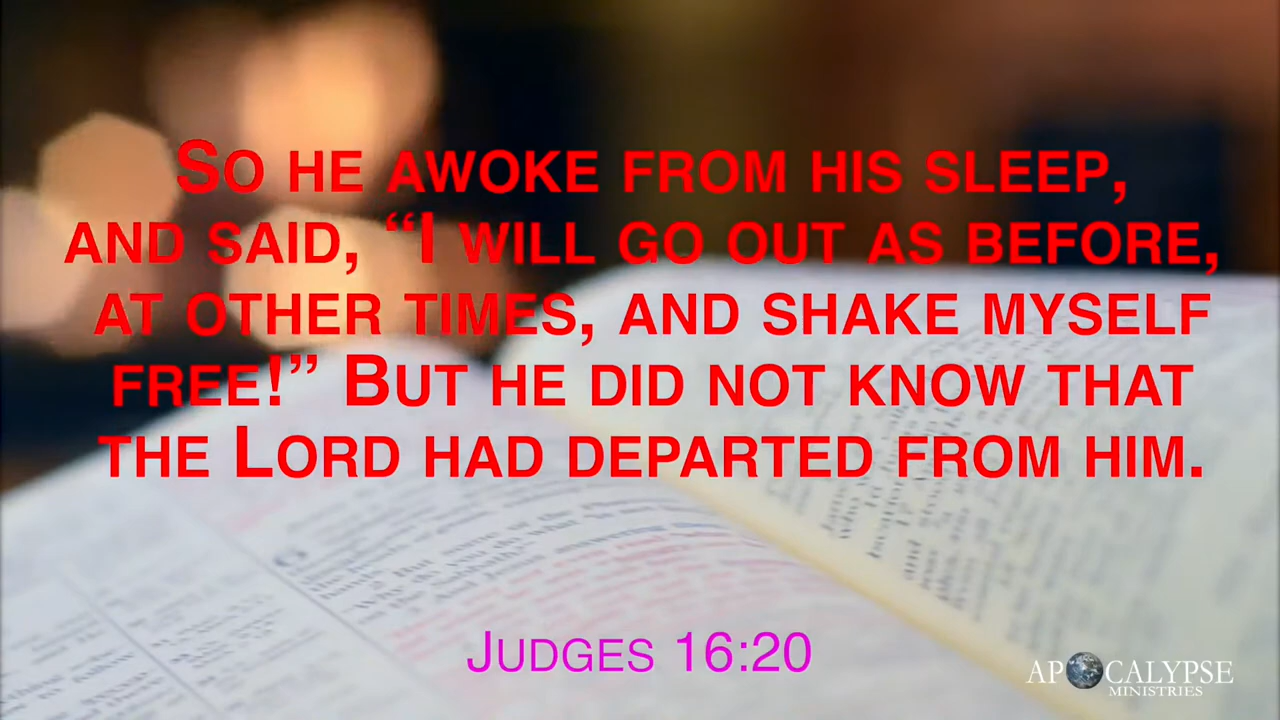 So he awoke from his sleep,
and said, “I will go out as before,
at other times, and shake myself
free!” But he did not know that
the Lord had departed from him.
Judges 16:20
APOCALYPSE
MINISTRIES